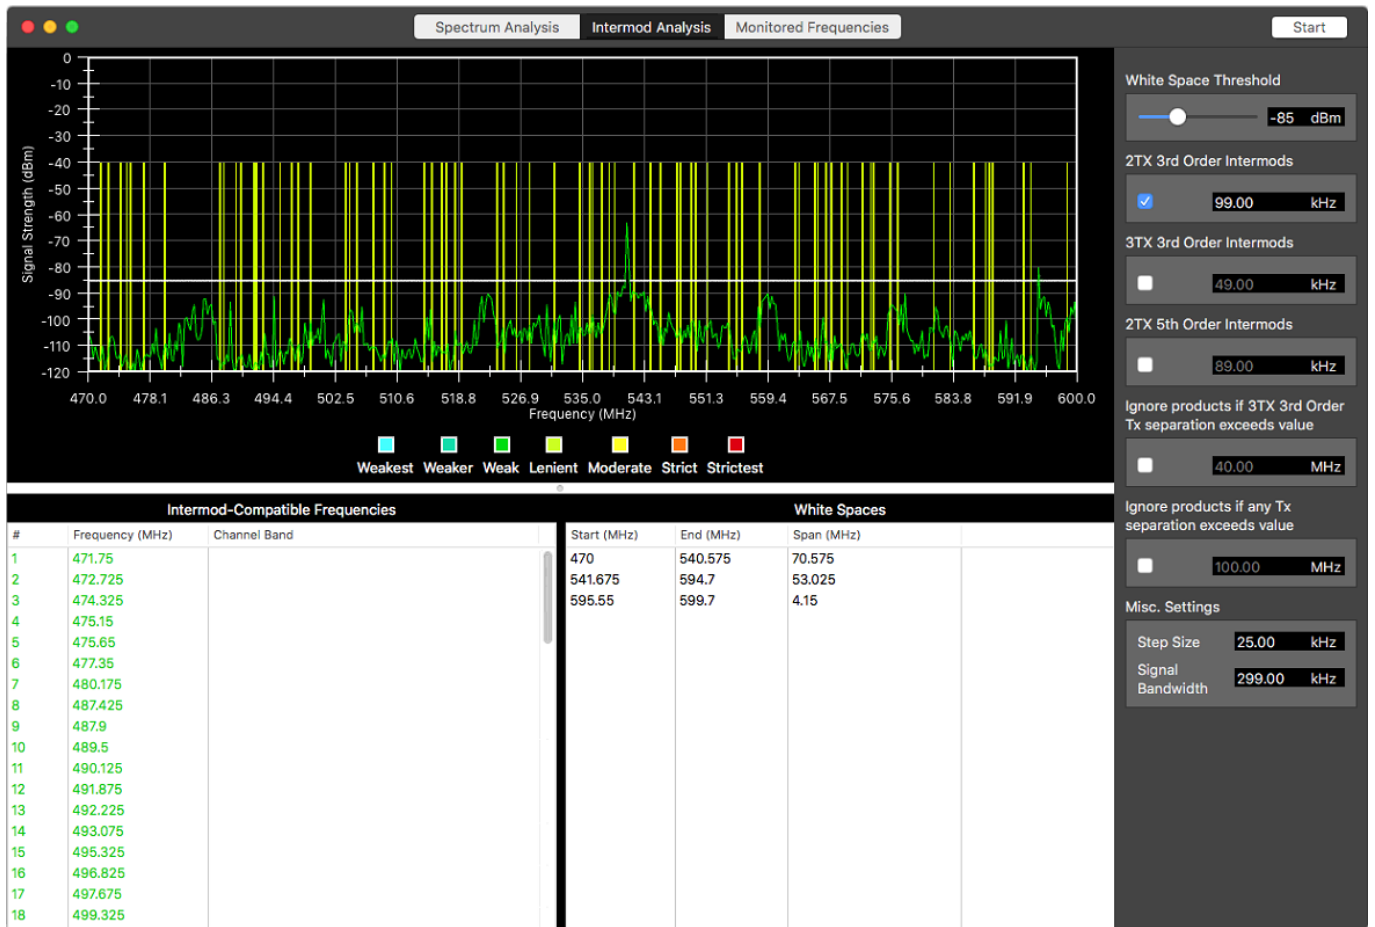 Spectrum Analysis Intermod Analysis Monitored Frequencies Start
0
-10
-20
-30
-40
-50
-60
-70
-80
-90
-100
-110
-120
Signal Strength (dBm)
470.0 478.1 486.3 494.4 502.5 510.6 518.8 526.9 535.0 543.1 551.3 559.4 567.5 575.6 583.8 591.9 600.0
Frequency (MHz)
Weakest Weaker Weak Lenient Moderate Strict Strictest
White Space Threshold
-85 dBm
2TX 3rd Order Intermods
99.00 kHz
3TX 3rd Order Intermods
49.00 kHz
2TX 5th Order Intermods
89.00 kHz
Ignore products if 3TX 3rd Order
Tx separation exceeds value
40.00 MHz
Ignore products if any Tx
separation exceeds value
100.00 MHz
Misc. Settings
Step Size 25.00 kHz
Signal
Bandwidth 299.00 kHz
Intermod-Compatible Frequencies
# Frequency (MHz) Channel Band
1 471.75
2 472.725
3 474.325
4 475.15
5 475.65
6 477.35
7 480.175
8 487.425
9 487.9
10 489.5
11 490.125
12 491.875
13 492.225
14 493.075
15 495.325
16 496.825
17 497.675
18 499.325
White Spaces
Start (MHz) End (MHz) Span (MHz)
470 540.575 70.575
541.675 594.7 53.025
595.55 599.7 4.15